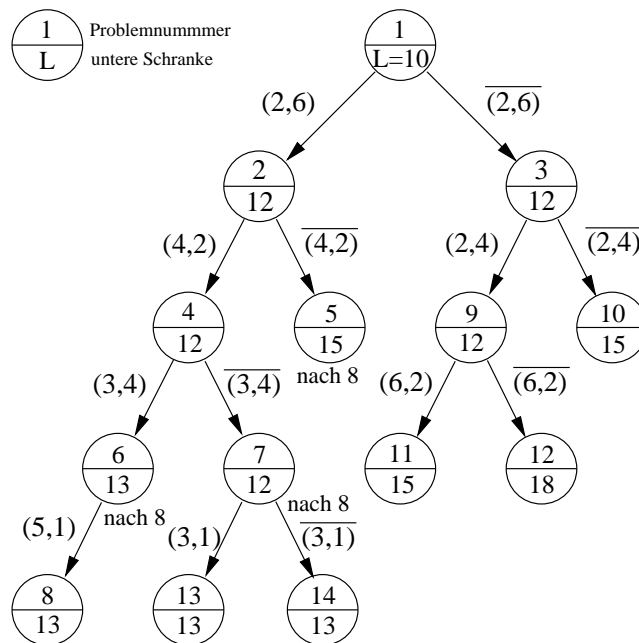 1 Problemnummmer
L untere Schranke
1
L=10
(2,6) (2,6)
2 3
12 12
(4,2) (4,2) (2,4) (2,4)
4 5 9 10
12 15 12 15
nach 8
(3,4) (3,4) (6,2) (6,2)
6 7 11 12
13 12 15 18
nach 8 nach 8
(5,1) (3,1) (3,1)
8 13 14
13 13 13